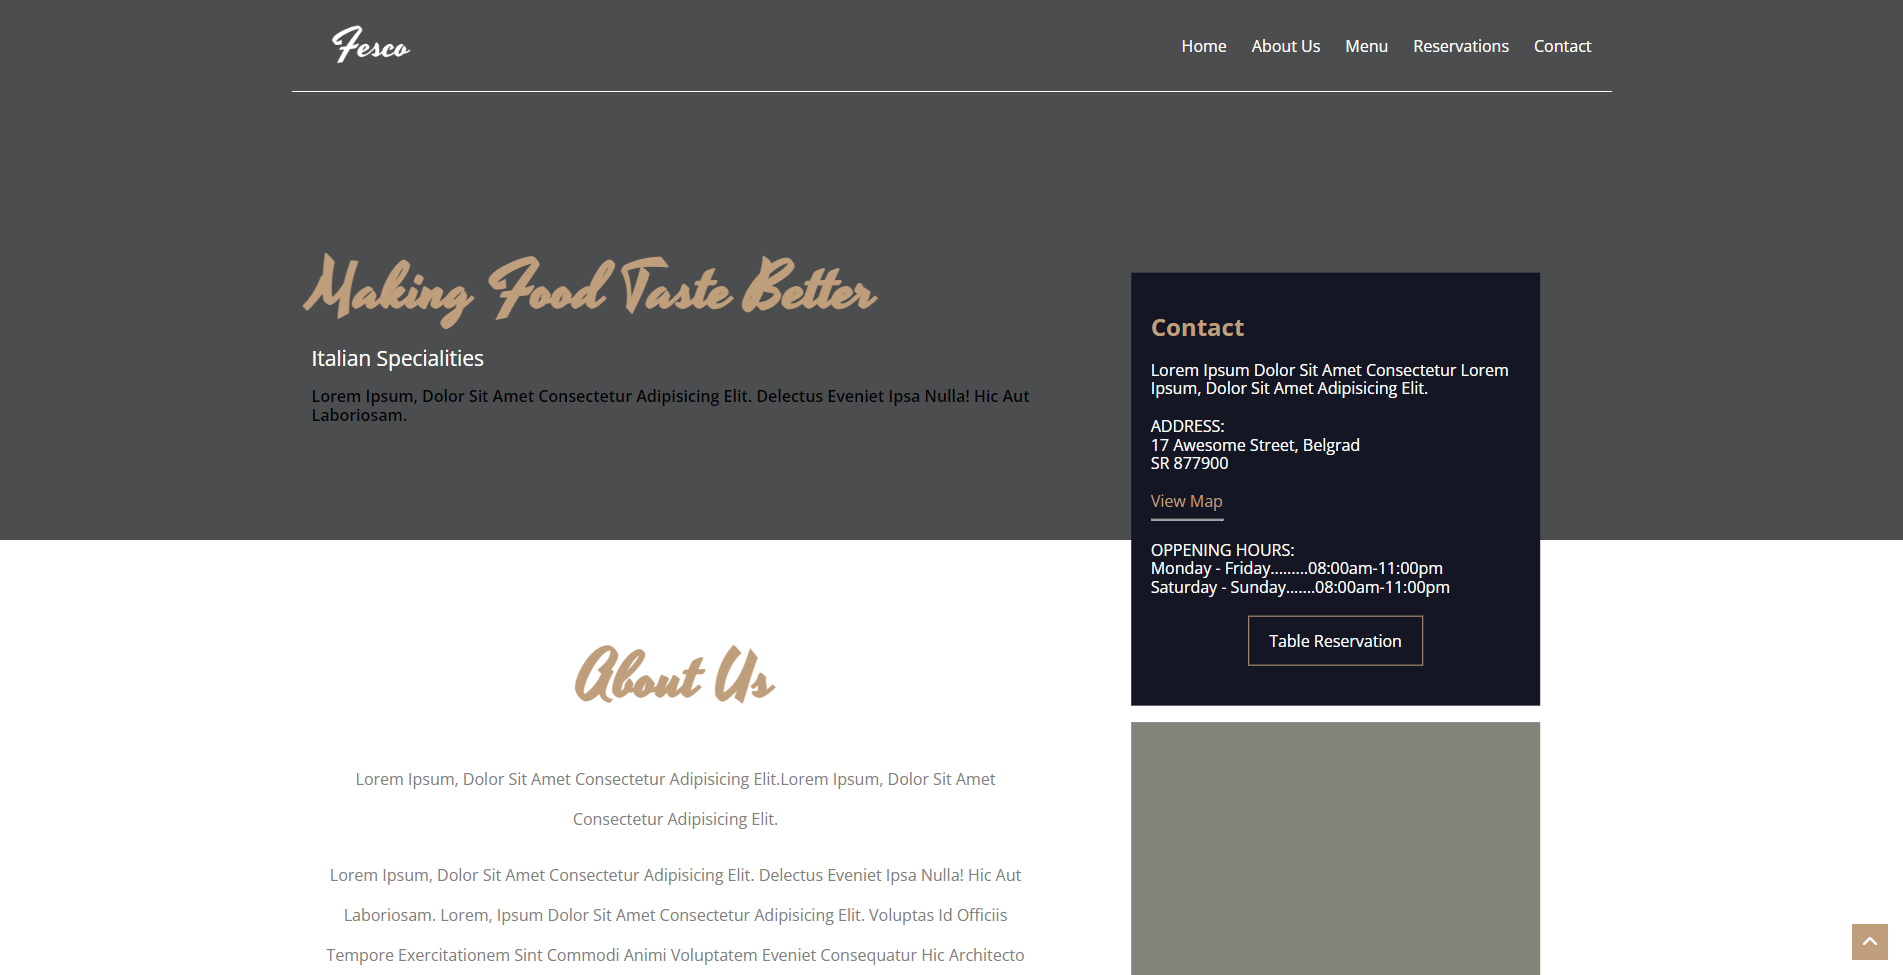 Fesco
Home About Us Menu Reservations Contact
Making Food Taste Better
Italian Specialities
Lorem Ipsum, Dolor Sit Amet Consectetur Adipisicing Elit. Delectus Eveniet Ipsa Nulla! Hic Aut
Laboriosam.
Contact
Lorem Ipsum Dolor Sit Amet Consectetur Lorem
Ipsum, Dolor Sit Amet Adipisicing Elit.
ADDRESS:
17 Awesome Street, Belgrad
SR 877900
View Map
OPPENING HOURS:
Monday - Friday.........08:00am-11:00pm
Saturday - Sunday.......08:00am-11:00pm
Table Reservation
About Us
Lorem Ipsum, Dolor Sit Amet Consectetur Adipisicing Elit.Lorem Ipsum, Dolor Sit Amet
Consectetur Adipisicing Elit.
Lorem Ipsum, Dolor Sit Amet Consectetur Adipisicing Elit. Delectus Eveniet Ipsa Nulla! Hic Aut
Laboriosam. Lorem, Ipsum Dolor Sit Amet Consectetur Adipisicing Elit. Voluptas Id Officiis
Tempore Exercitationem Sint Commodi Animi Voluptatem Eveniet Consequatur Hic Architecto